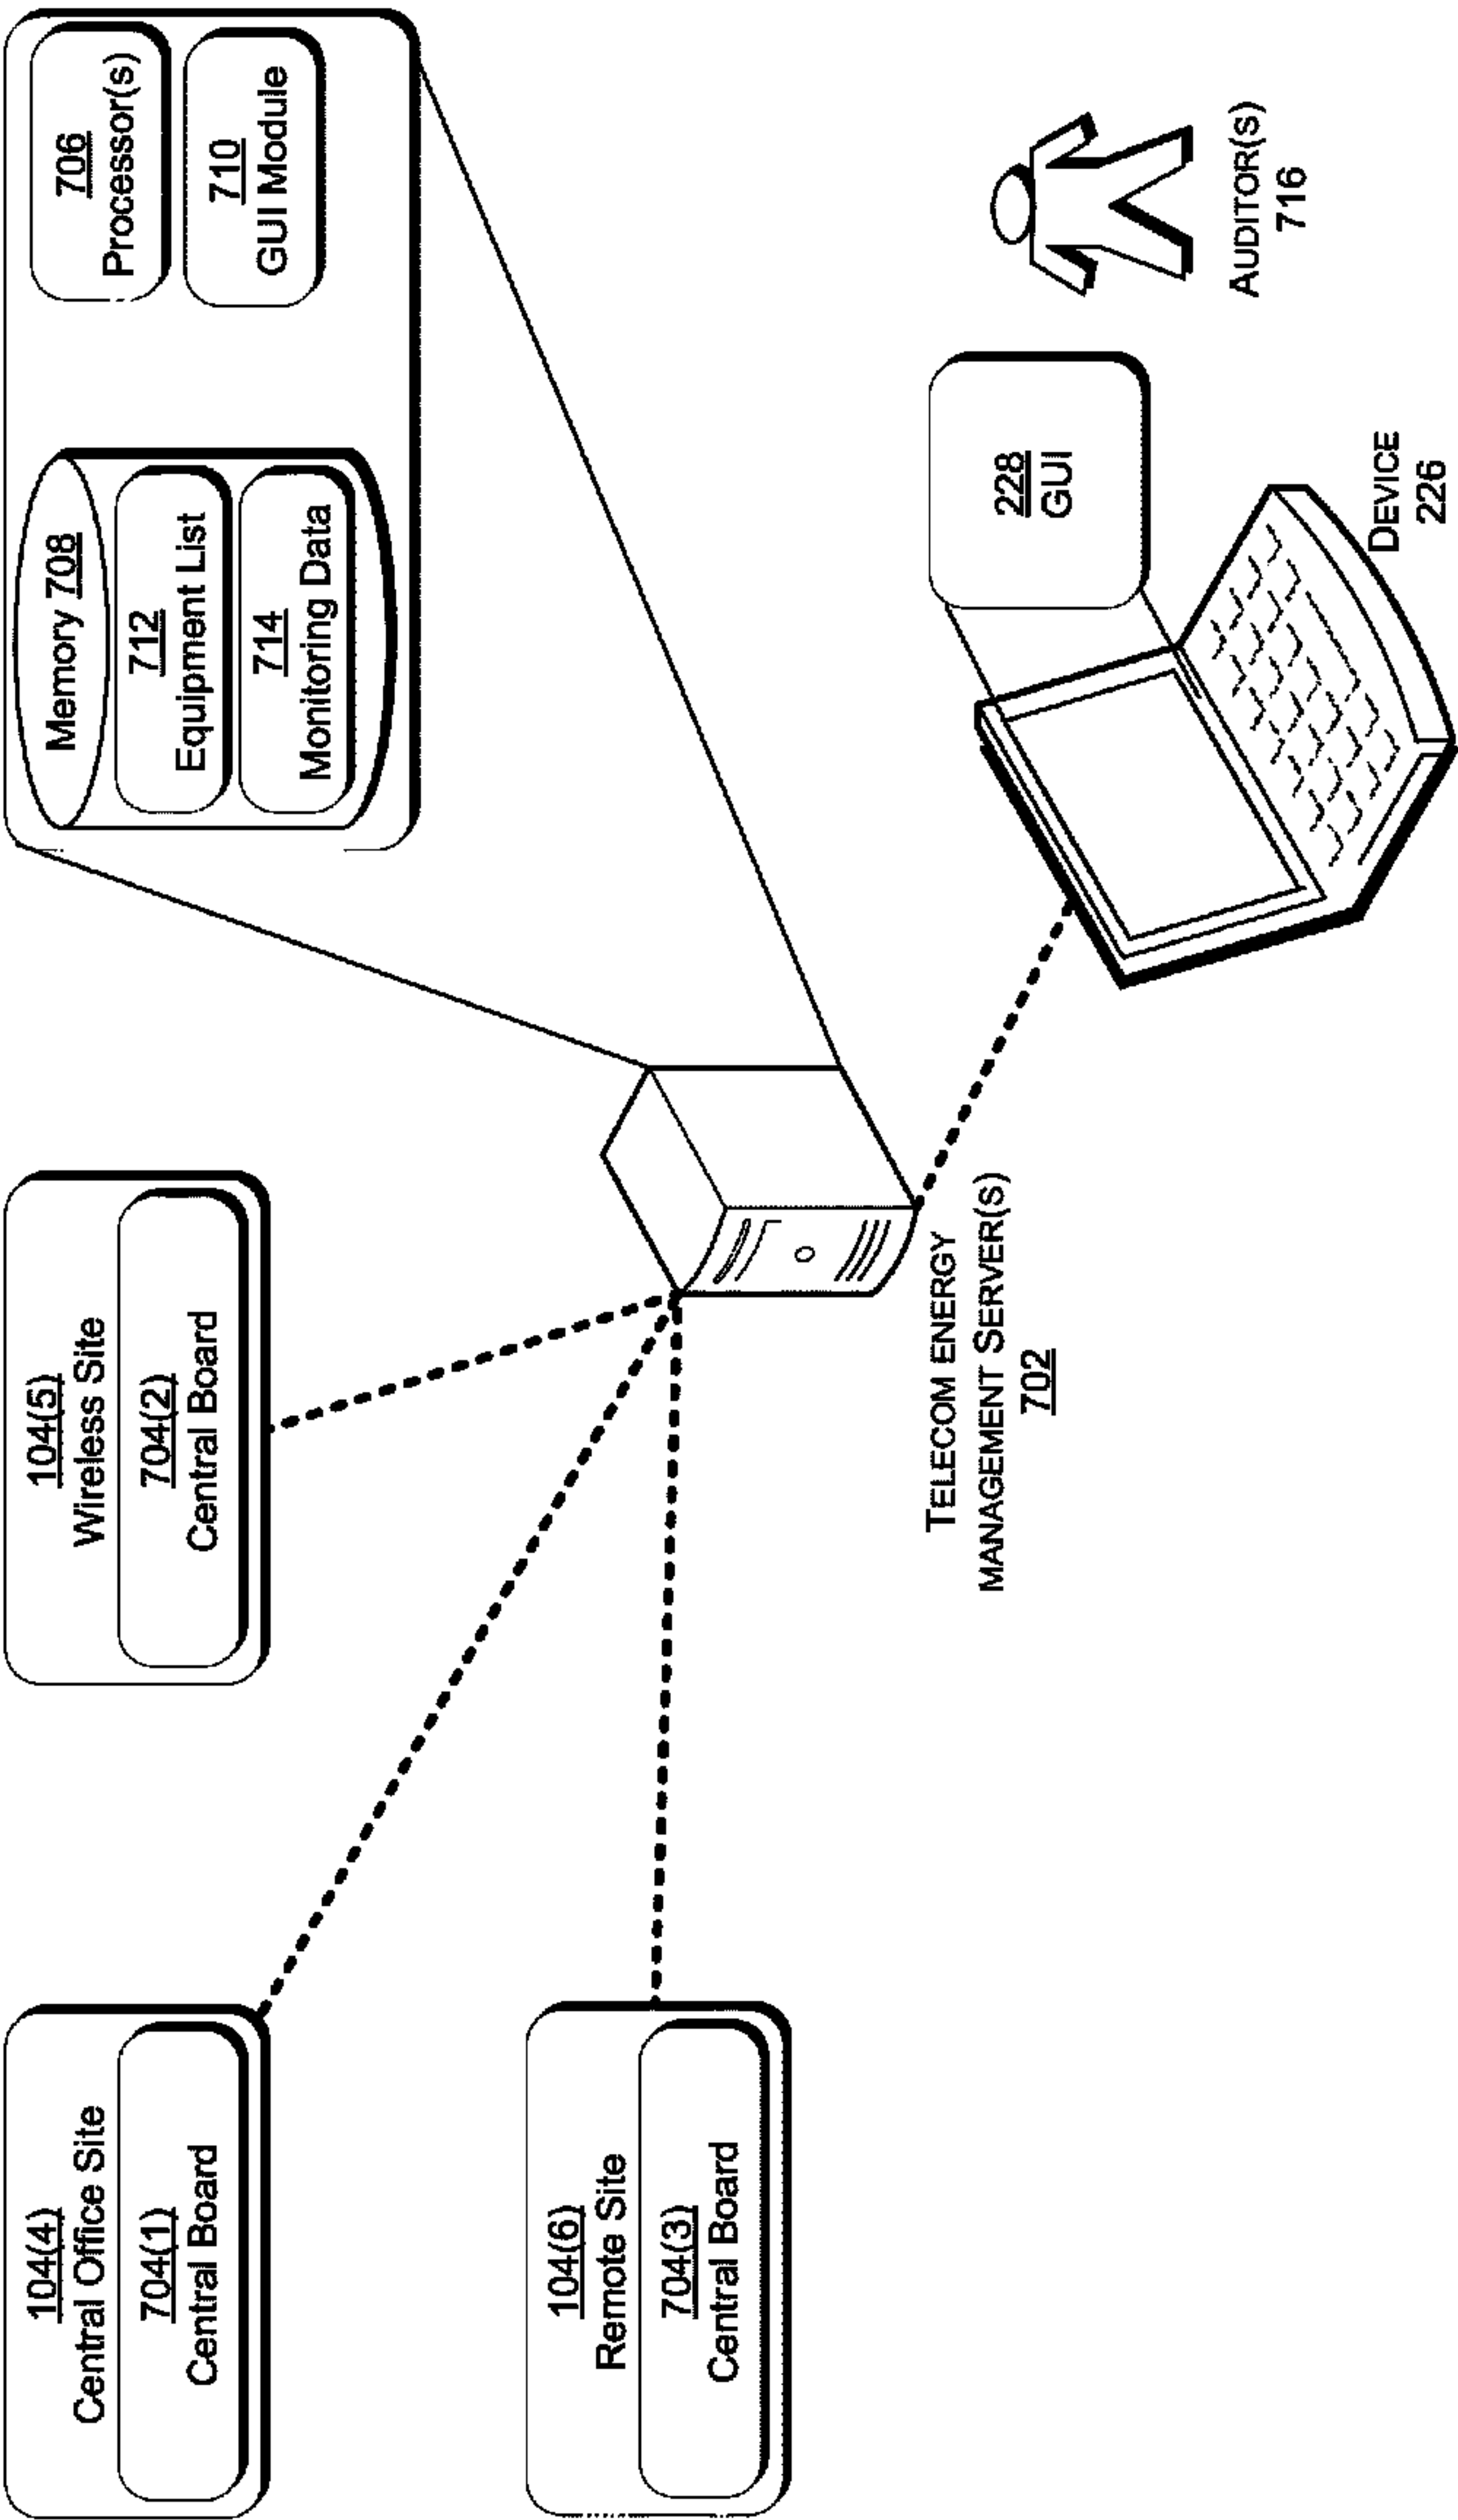 104(4)
Central Office Site
704(1)
Central Board
104(5)
Wireless Site
704(2)
Central Board
Memory 708
712
Equipment List
714
Monitoring Data
706
Processor(s)
710
GUI Module
104(6)
Remote Site
704(3)
Central Board
TELECOM ENERGY
MANAGEMENT SERVER(S)
702
228
GUI
DEVICE
226
AUDITOR(S)
716